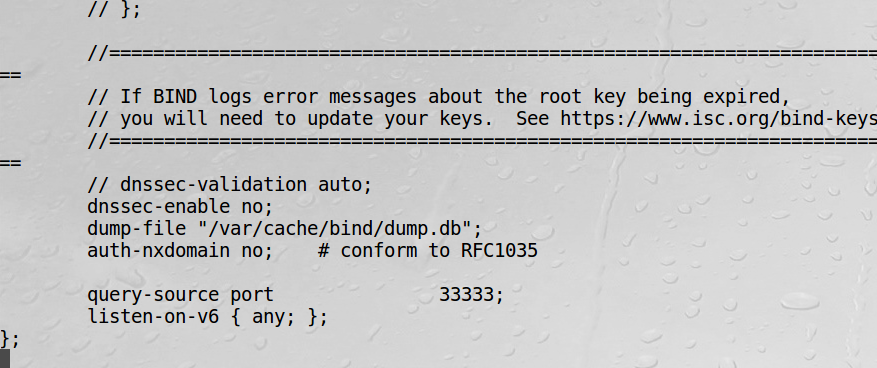 // };
//======================================================================
==
// If BIND logs error messages about the root key being expired,
// you will need to update your keys.  See https://www.isc.org/bind-keys
//======================================================================
==
// dnssec-validation auto;
dnssec-enable no;
dump-file "/var/cache/bind/dump.db";
auth-nxdomain no;    # conform to RFC1035
query-source port               33333;
listen-on-v6 { any; };
};